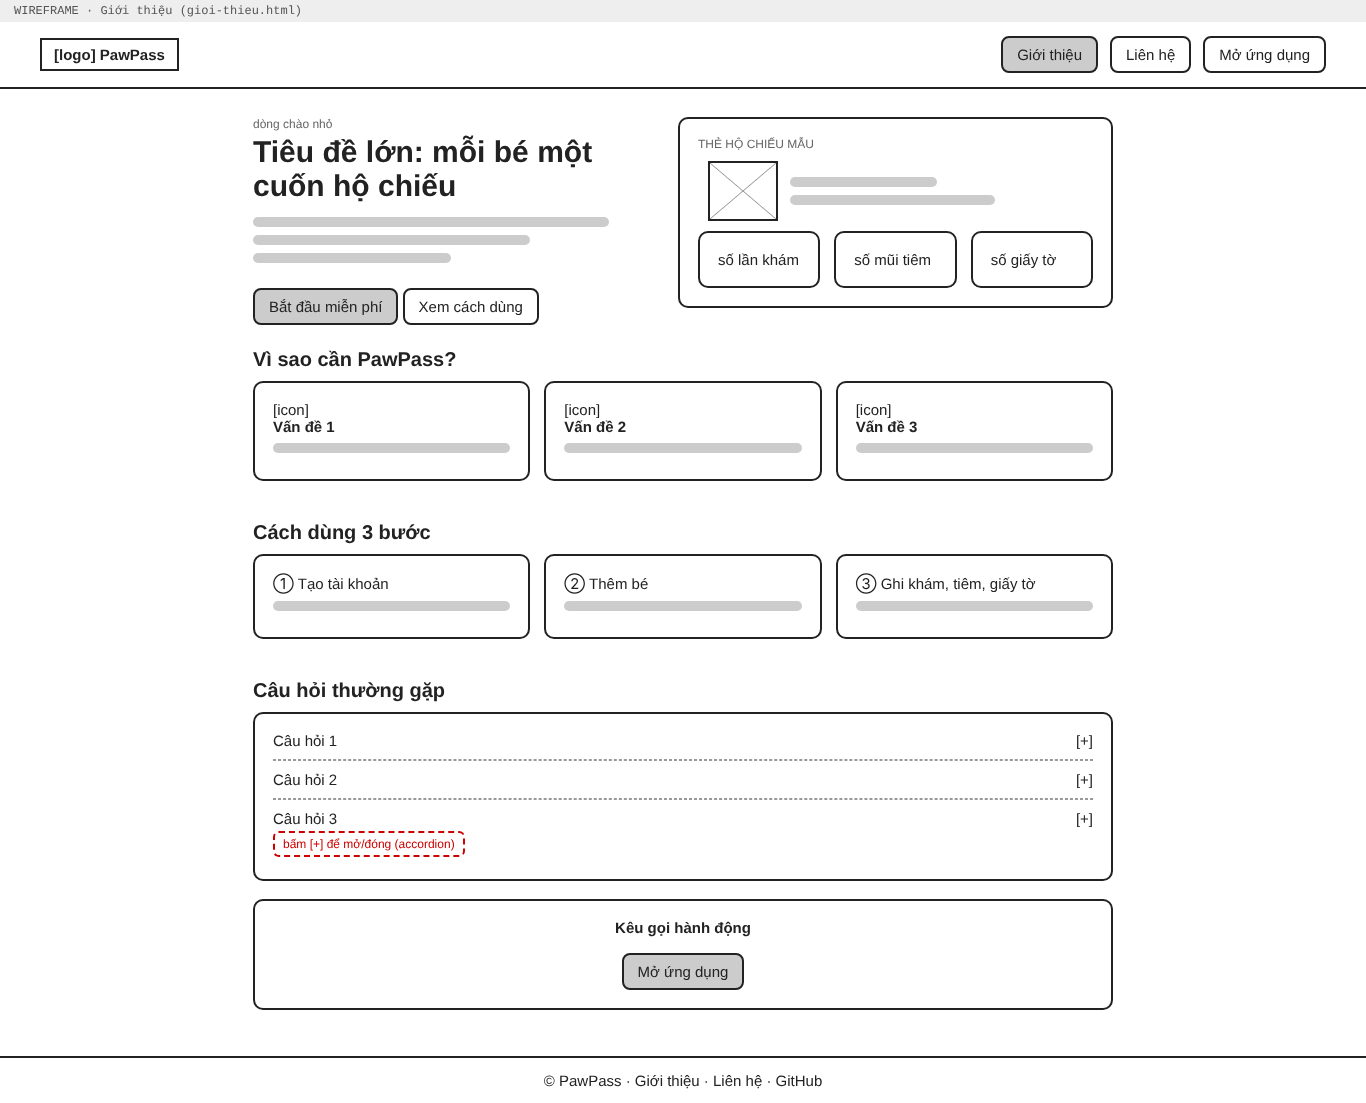 WIREFRAME · Giới thiệu (gioi-thieu.html)
[logo] PawPass
Giới thiệu
Liên hệ
Mở ứng dụng
dòng chào nhỏ
Tiêu đề lớn: mỗi bé một
cuốn hộ chiếu
Bắt đầu miễn phí
Xem cách dùng
THẺ HỘ CHIẾU MẪU
số lần khám
số mũi tiêm
số giấy tờ
Vì sao cần PawPass?
[icon]
Vấn đề 1
[icon]
Vấn đề 2
[icon]
Vấn đề 3
Cách dùng 3 bước
① Tạo tài khoản
② Thêm bé
③ Ghi khám, tiêm, giấy tờ
Câu hỏi thường gặp
Câu hỏi 1 [+]
Câu hỏi 2 [+]
Câu hỏi 3 [+]
bấm [+] để mở/đóng (accordion)
Kêu gọi hành động
Mở ứng dụng
© PawPass · Giới thiệu · Liên hệ · GitHub